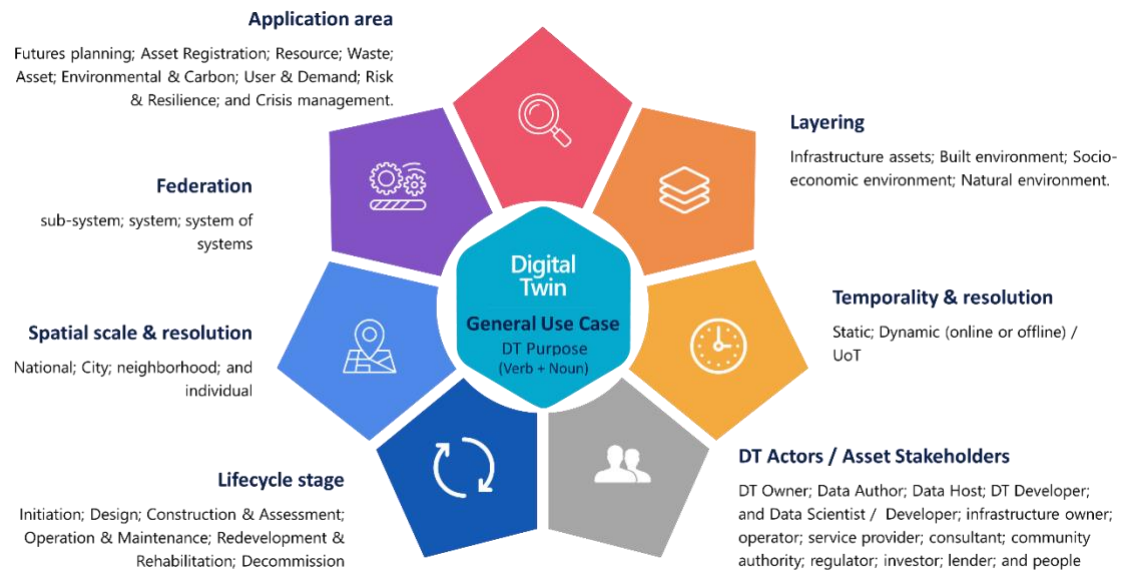 Application area
Futures planning; Asset Registration; Resource; Waste;
Asset; Environmental & Carbon; User & Demand; Risk
& Resilience; and Crisis management.
Layering
Infrastructure assets; Built environment; Socio-
economic environment; Natural environment.
Federation
sub-system; system; system of
systems
Digital
Twin
General Use Case
DT Purpose
(Verb + Noun)
Temporality & resolution
Static; Dynamic (online or offline) /
UoT
Spatial scale & resolution
National; City; neighborhood; and
individual
DT Actors / Asset Stakeholders
DT Owner; Data Author; Data Host; DT Developer;
and Data Scientist / Developer; infrastructure owner;
operator; service provider; consultant; community
authority; regulator; investor; lender; and people
Lifecycle stage
Initiation; Design; Construction & Assessment;
Operation & Maintenance; Redevelopment &
Rehabilitation; Decommission